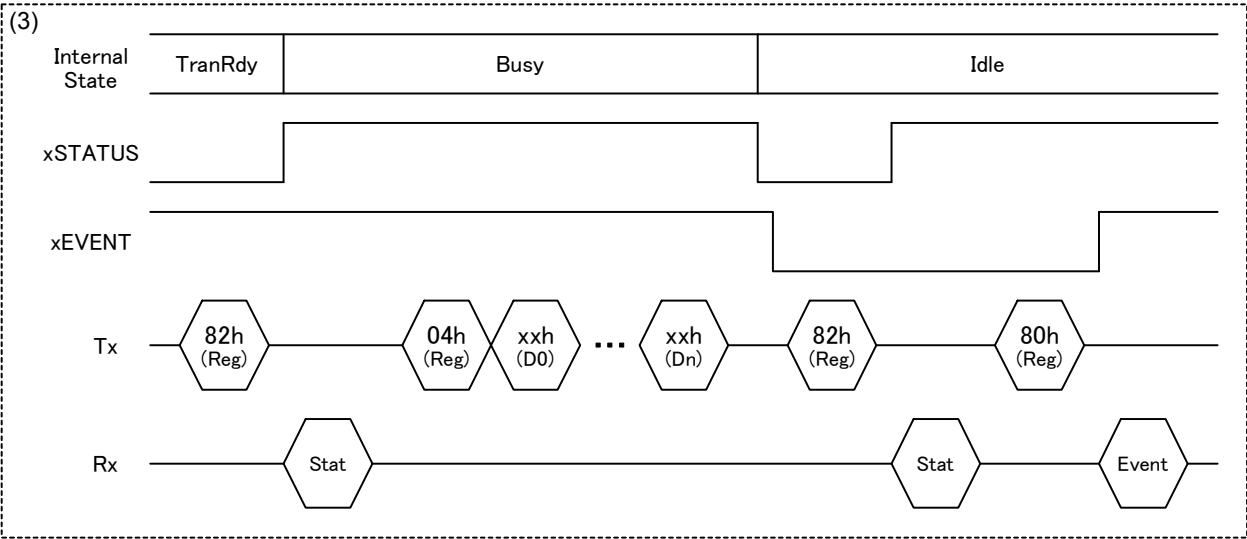 (3)
Internal
State
TranRdy
Busy
Idle
xSTATUS
xEVENT
Tx
82h
(Reg)
04h
(Reg)
xxh
(D0)
...
xxh
(Dn)
82h
(Reg)
80h
(Reg)
Rx
Stat
Stat
Event